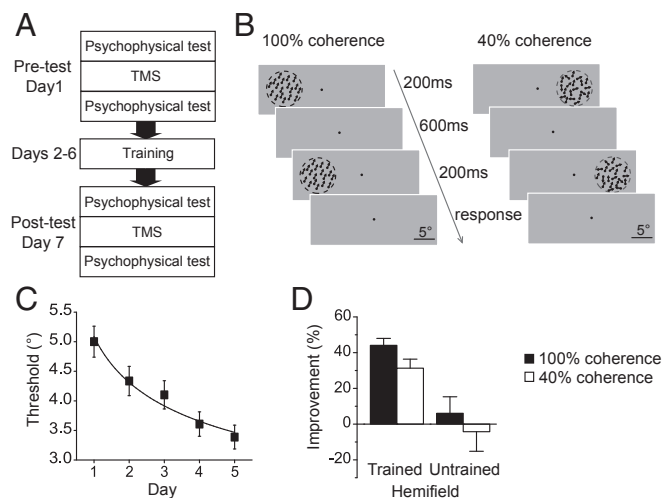 A
Pre-test
Day1
Psychophysical test
TMS
Psychophysical test
Days 2-6
Training
Post-test
Day 7
Psychophysical test
TMS
Psychophysical test
B
100% coherence
40% coherence
200ms
600ms
200ms
response
5°
5°
C
Threshold (°)
5.5
5.0
4.5
4.0
3.5
3.0
1 2 3 4 5
Day
D
Improvement (%)
60
40
20
0
-20
Trained Untrained
Hemifield
100% coherence
40% coherence